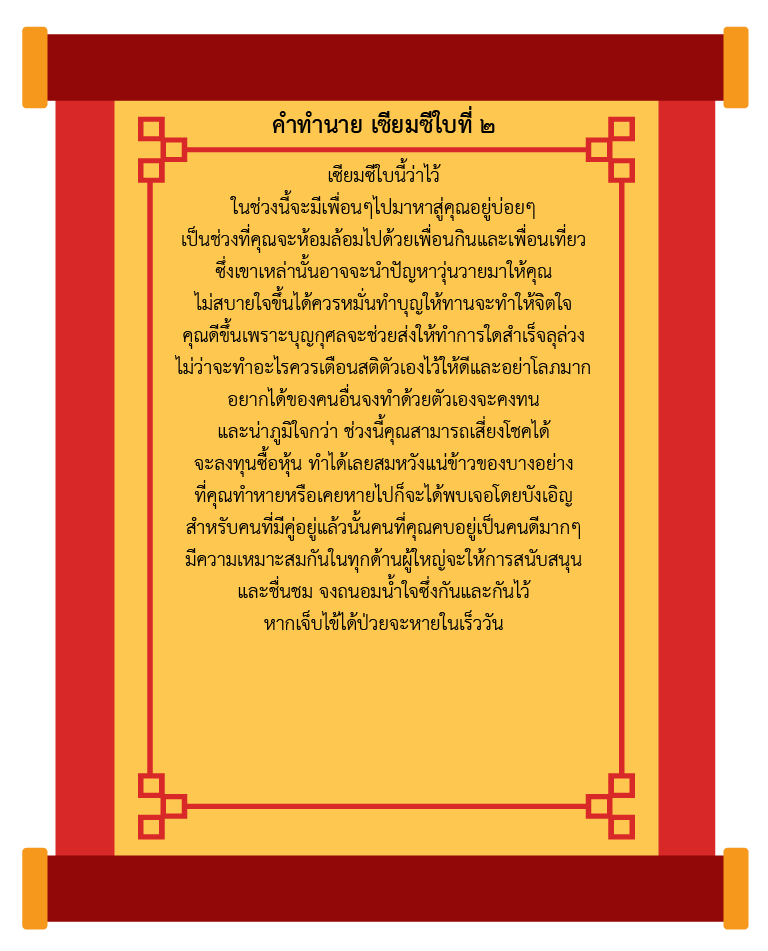 คำทำนาย เซียมซีใบที่ ๒
เซียมซีใบนี้ว่าไว้
ในช่วงนี้จะมีเพื่อนๆไปมาหาสู่คุณอยู่บ่อยๆ
เป็นช่วงที่คุณจะห้อมล้อมไปด้วยเพื่อนกินและเพื่อนเที่ยว
ซึ่งเขาเหล่านั้นอาจจะนำปัญหาวุ่นวายมาให้คุณ
ไม่สบายใจขึ้นได้ควรหมั่นทำบุญให้ทานจะทำให้จิตใจ
คุณดีขึ้นเพราะบุญกุศลจะช่วยส่งให้ทำการใดสำเร็จลุล่วง
ไม่ว่าจะทำอะไรควรเตือนสติตัวเองไว้ให้ดีและอย่าโลภมาก
อยากได้ของคนอื่นจงทำด้วยตัวเองจะคงทน
และน่าภูมิใจกว่า ช่วงนี้คุณสามารถเสี่ยงโชคได้
จะลงทุนซื้อหุ้น ทำได้เลยสมหวังแน่ข้าวของบางอย่าง
ที่คุณทำหายหรือเคยหายไปก็จะได้พบเจอโดยบังเอิญ
สำหรับคนที่มีคู่อยู่แล้วนั้นคนที่คุณคบอยู่เป็นคนดีมากๆ
มีความเหมาะสมกันในทุกด้านผู้ใหญ่จะให้การสนับสนุน
และชื่นชม จงถนอมน้ำใจซึ่งกันและกันไว้
หากเจ็บไข้ได้ป่วยจะหายในเร็ววัน